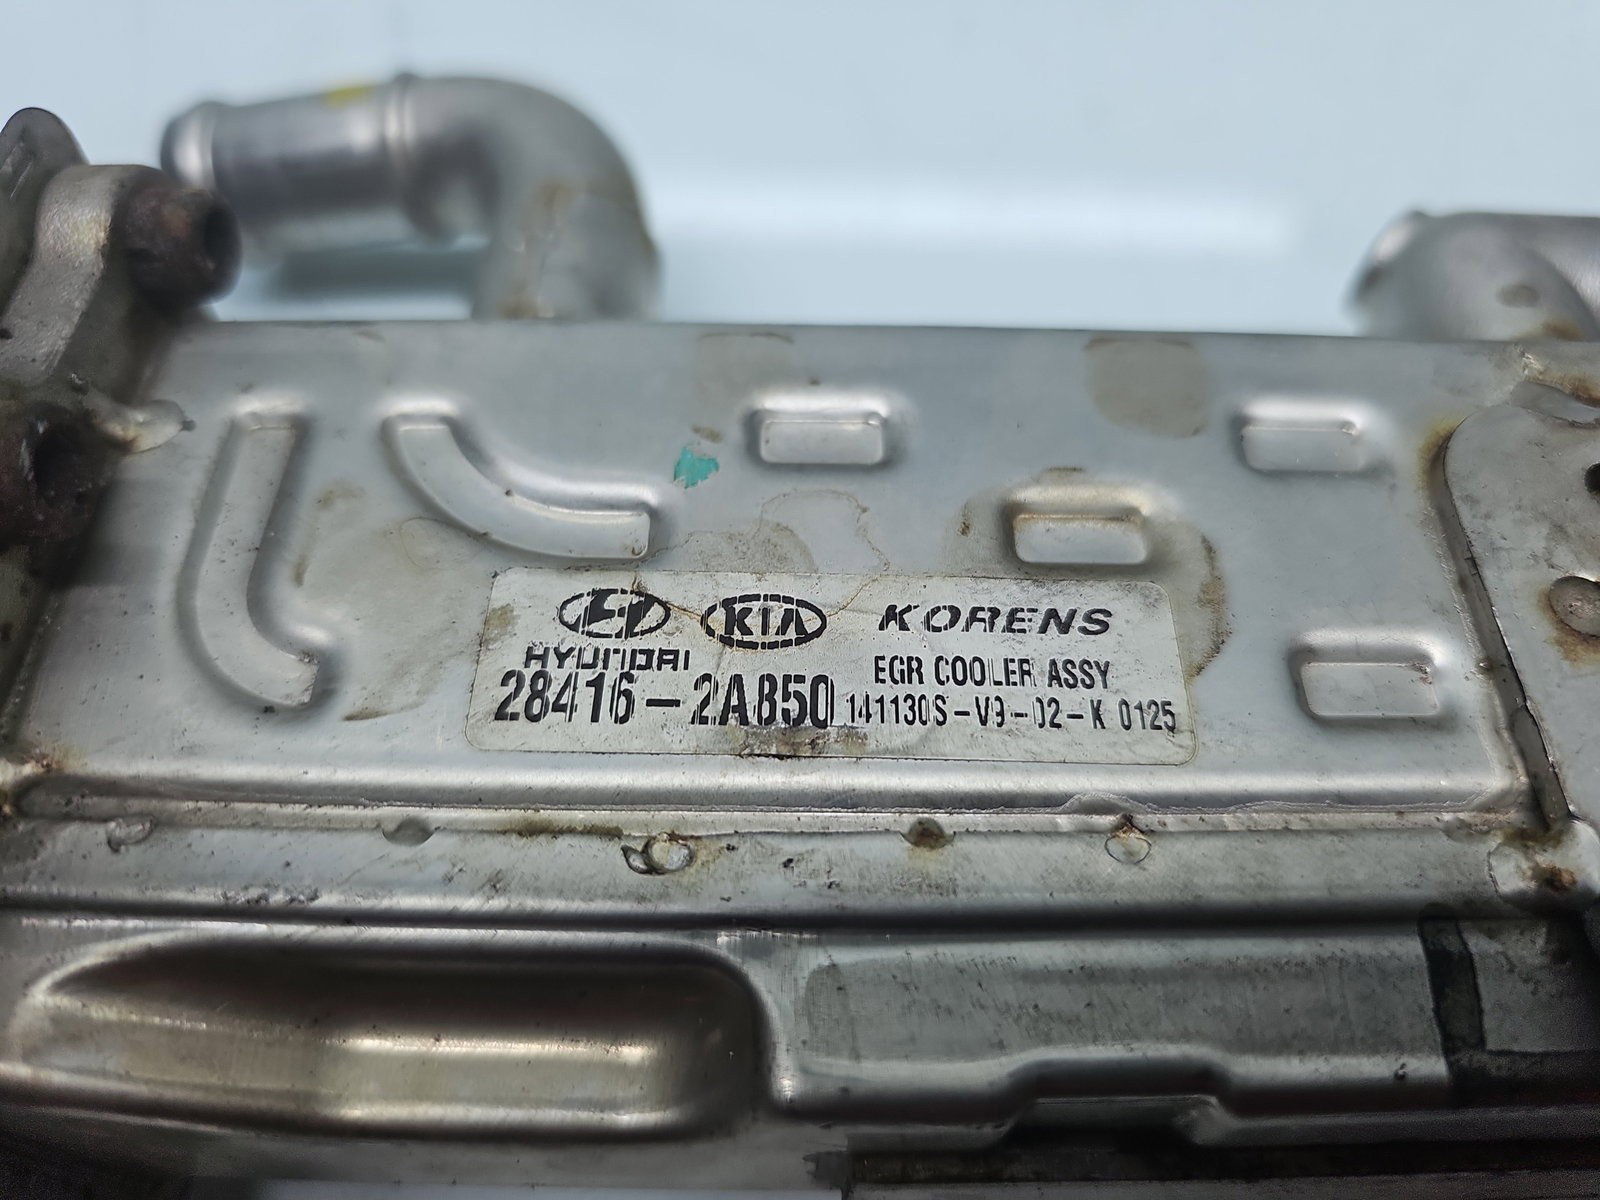 HYUNDAI KIA KORENS
EGR COOLER ASSY
28416-2A850 141130S-V9-02-K 0125